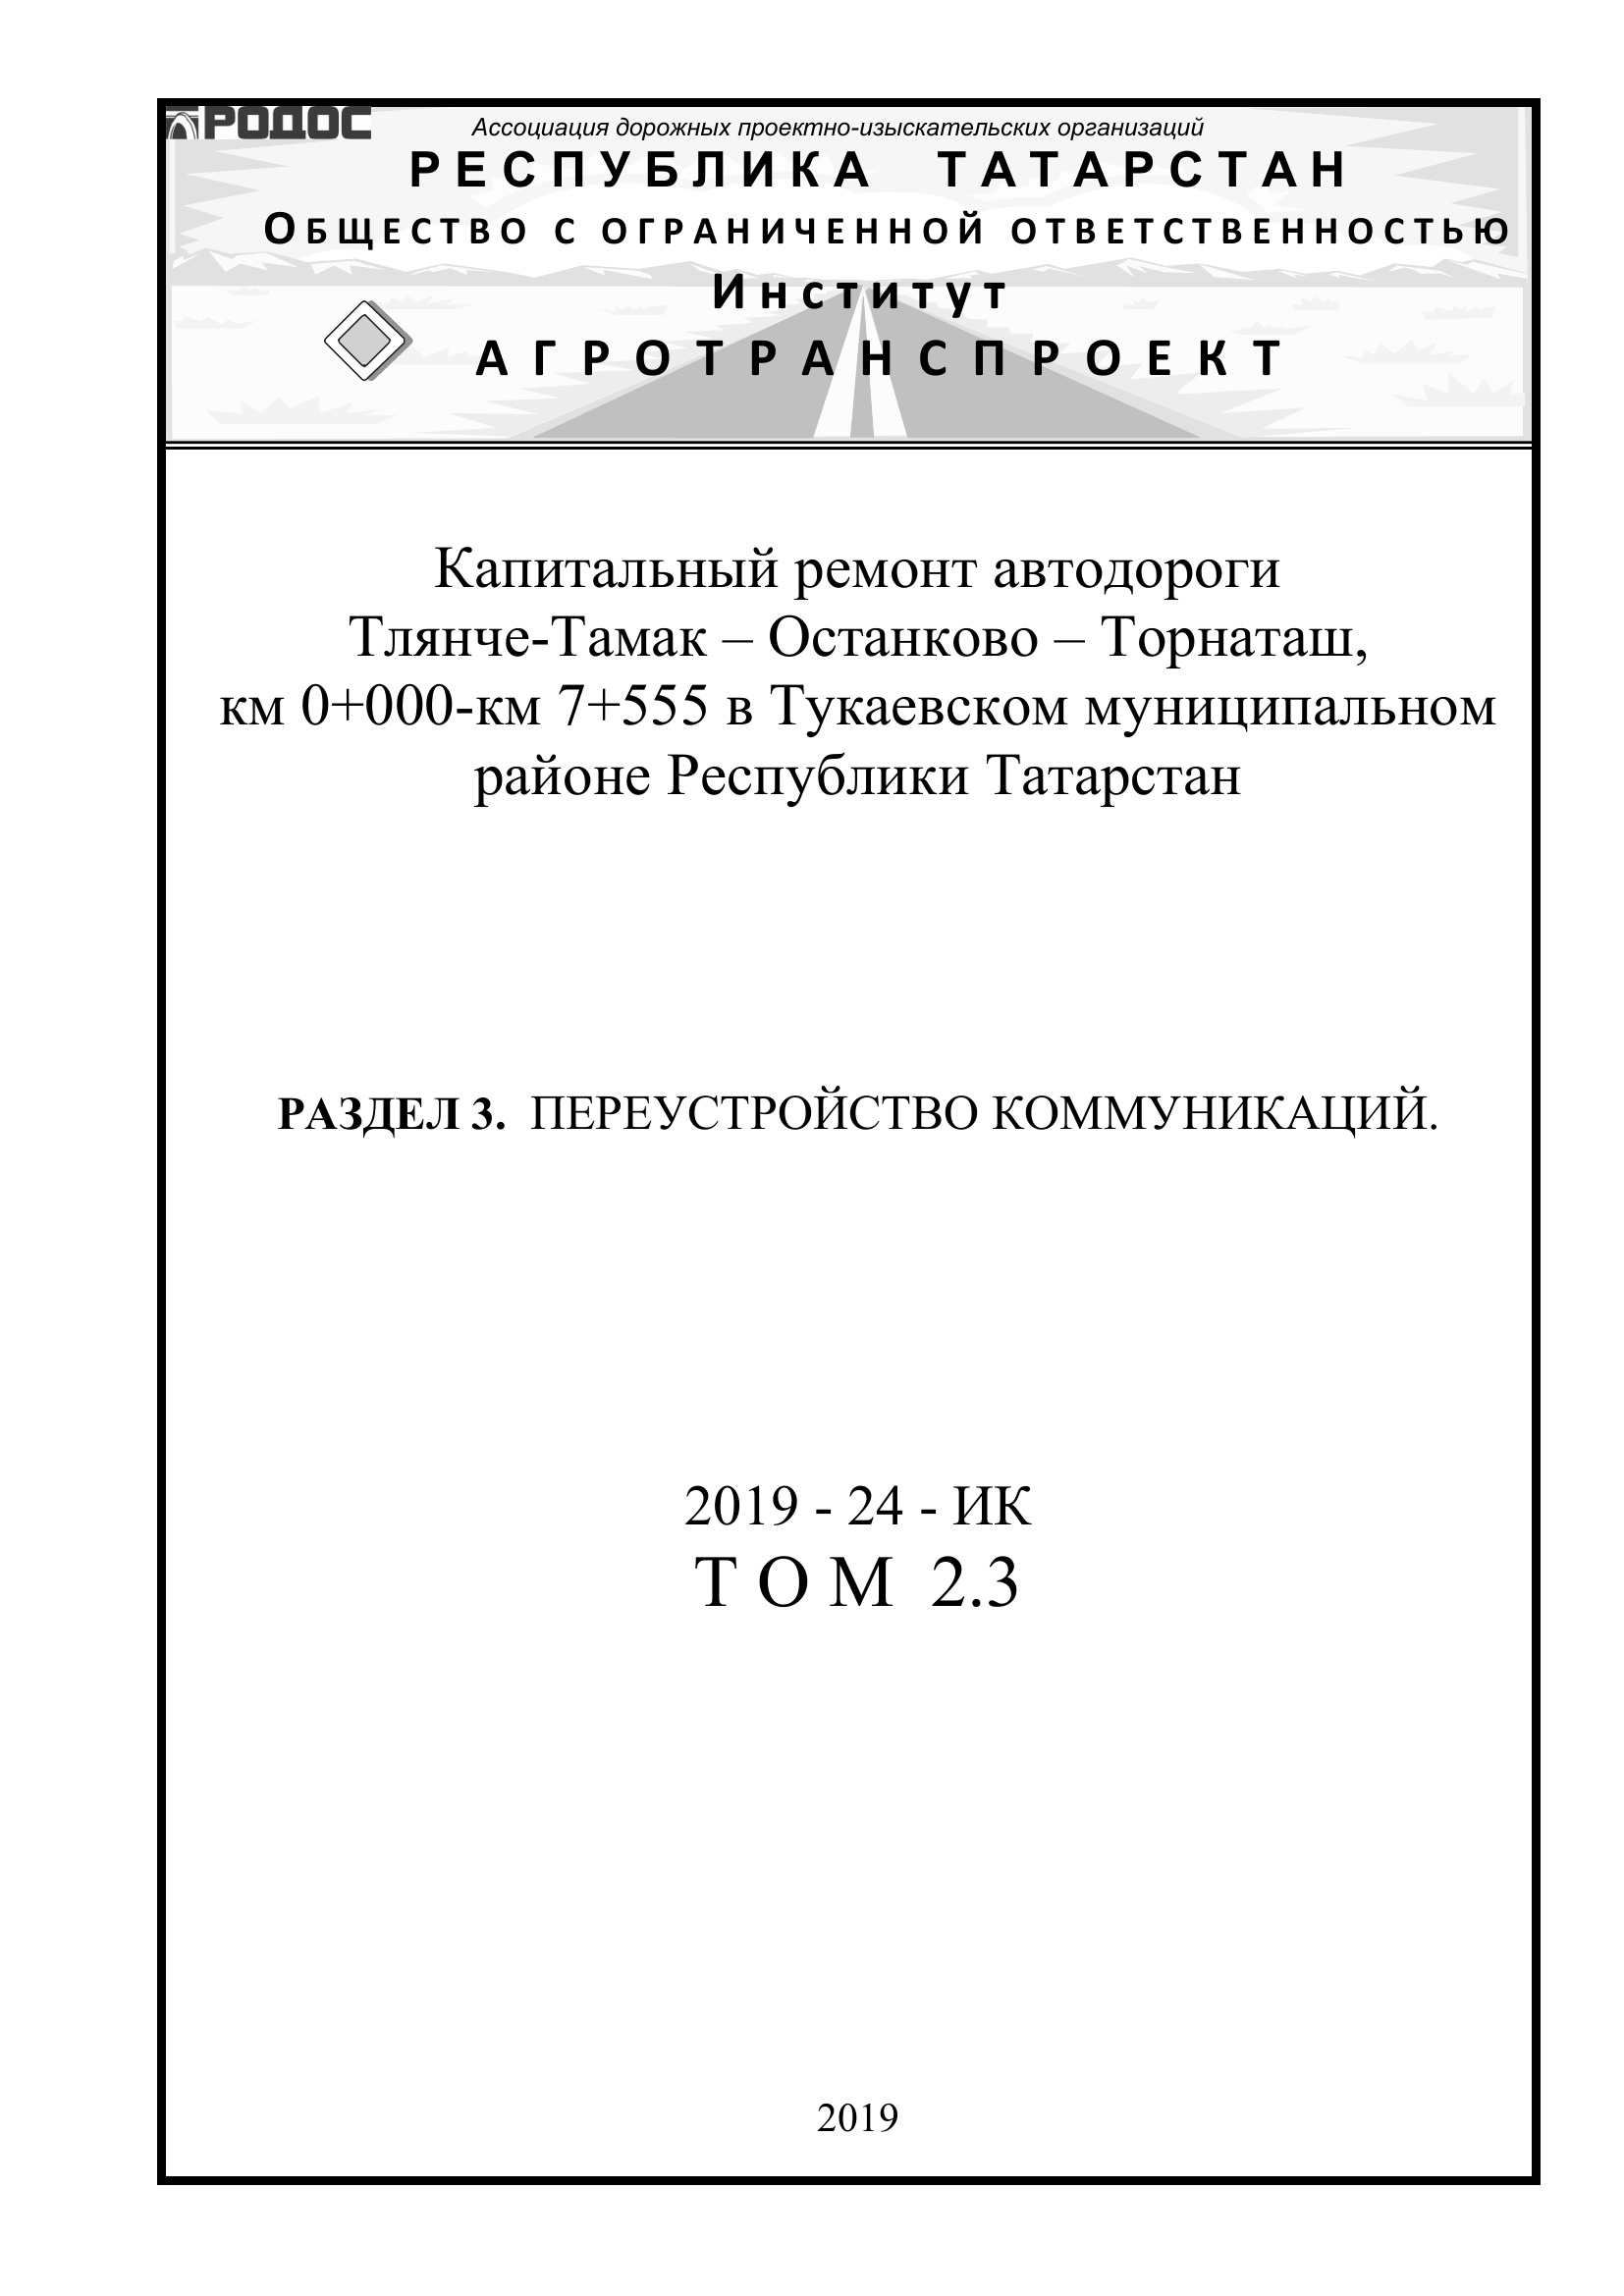 РОДОС
Ассоциация дорожных проектно-изыскательских организаций
РЕСПУБЛИКА ТАТАРСТАН
ОБЩЕСТВО С ОГРАНИЧЕННОЙ ОТВЕТСТВЕННОСТЬЮ
Институт
АГРОТРАНСПРОЕКТ
Капитальный ремонт автодороги
Тлянче-Тамак – Останково – Торнаташ,
км 0+000-км 7+555 в Тукаевском муниципальном
районе Республики Татарстан
РАЗДЕЛ 3. ПЕРЕУСТРОЙСТВО КОММУНИКАЦИЙ.
2019 - 24 - ИК
ТОМ 2.3
2019